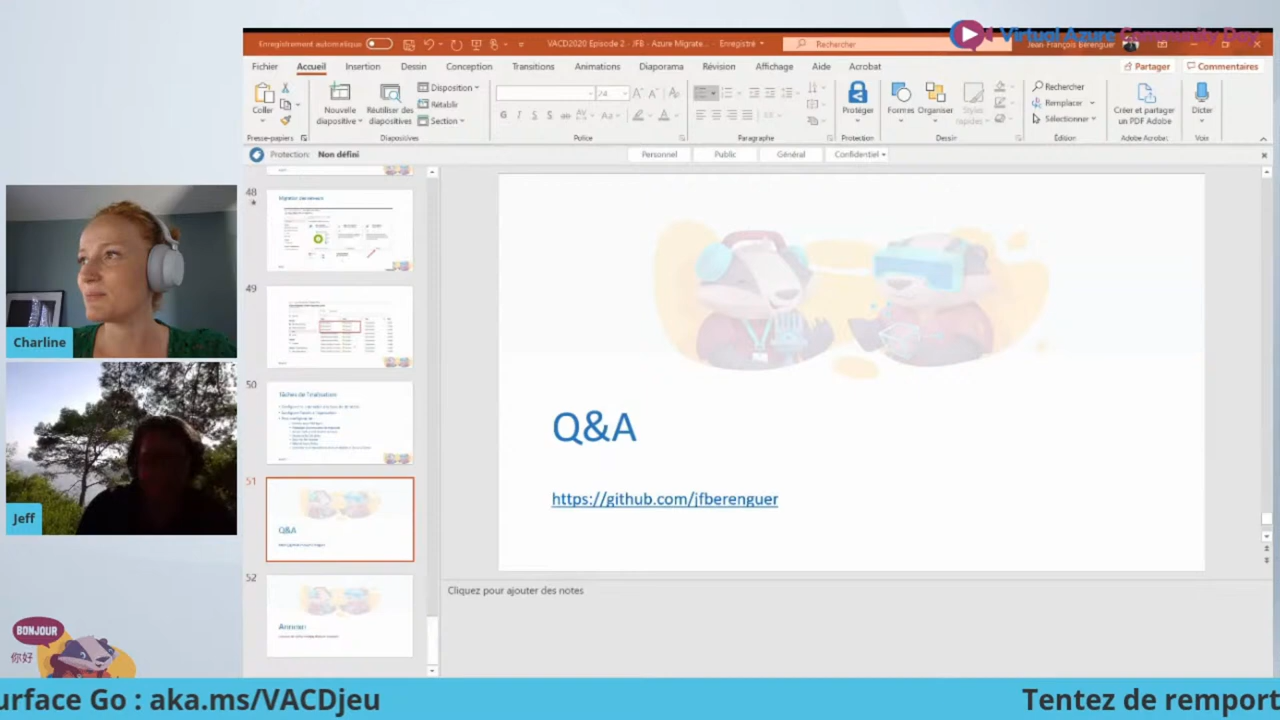 Virtual Azure Community Day
Enregistrement automatique
VACD2020 Episode 2 - JFB - Azure Migrate... - Enregistré
Rechercher
Jean-François Berenguer
Fichier Accueil Insertion Dessin Conception Transitions Animations Diaporama Révision Affichage Aide Acrobat Partager Commentaires
Coller
Nouvelle diapositive
Réutiliser des diapositives
Disposition
Rétablir
Section
24
Protéger
Formes
Organiser
Styles rapides
Rechercher
Remplacer
Sélectionner
Créer et partager un PDF Adobe
Dicter
Presse-papiers Diapositives Police Paragraphe Protection Dessin Édition Adobe Acrobat Voix
Protection: Non défini Personnel Public Général Confidentiel
48
49
50
Tâches de finalisation
51
Q&A
52
Annexes
Q&A
https://github.com/jfberenguer
Cliquez pour ajouter des notes
Charline
Jeff
BONJOUR
你好
urface Go : aka.ms/VACDjeu
Tentez de remport